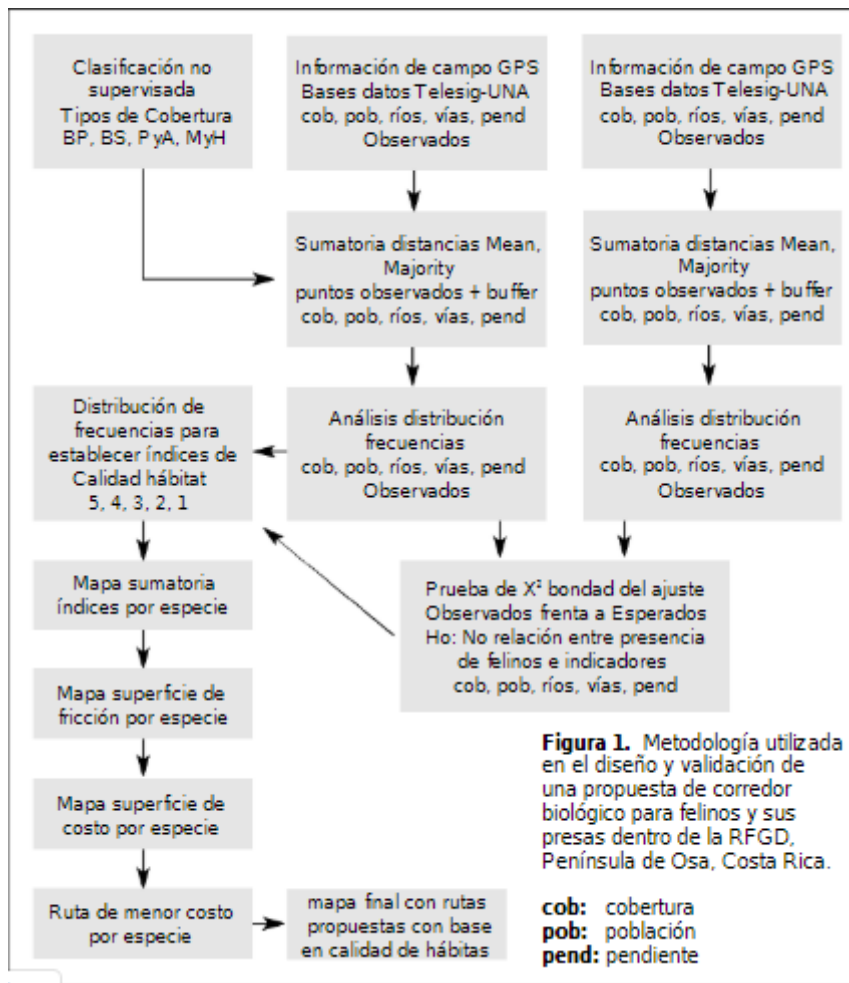 Clasificación no
supervisada
Tipos de Cobertura
BP, BS, PyA, MyH
Información de campo GPS
Bases datos Telesig-UNA
cob, pob, ríos, vías, pend
Observados
Información de campo GPS
Bases datos Telesig-UNA
cob, pob, ríos, vías, pend
Observados
Sumatoria distancias Mean,
Majority
puntos observados + buffer
cob, pob, ríos, vías, pend
Sumatoria distancias Mean,
Majority
puntos observados + buffer
cob, pob, ríos, vías, pend
Distribución de
frecuencias para
establecer índices de
Calidad hábitat
5, 4, 3, 2, 1
Análisis distribución
frecuencias
cob, pob, ríos, vías, pend
Observados
Análisis distribución
frecuencias
cob, pob, ríos, vías, pend
Observados
Mapa sumatoria
índices por especie
Prueba de X² bondad del ajuste
Observados frenta a Esperados
Ho: No relación entre presencia
de felinos e indicadores
cob, pob, ríos, vías, pend
Mapa superficie de
fricción por especie
Mapa superficie de
costo por especie
Ruta de menor costo
por especie
mapa final con rutas
propuestas con base
en calidad de hábitas
Figura 1. Metodología utilizada
en el diseño y validación de
una propuesta de corredor
biológico para felinos y sus
presas dentro de la RFGD,
Península de Osa, Costa Rica.
cob: cobertura
pob: población
pend: pendiente